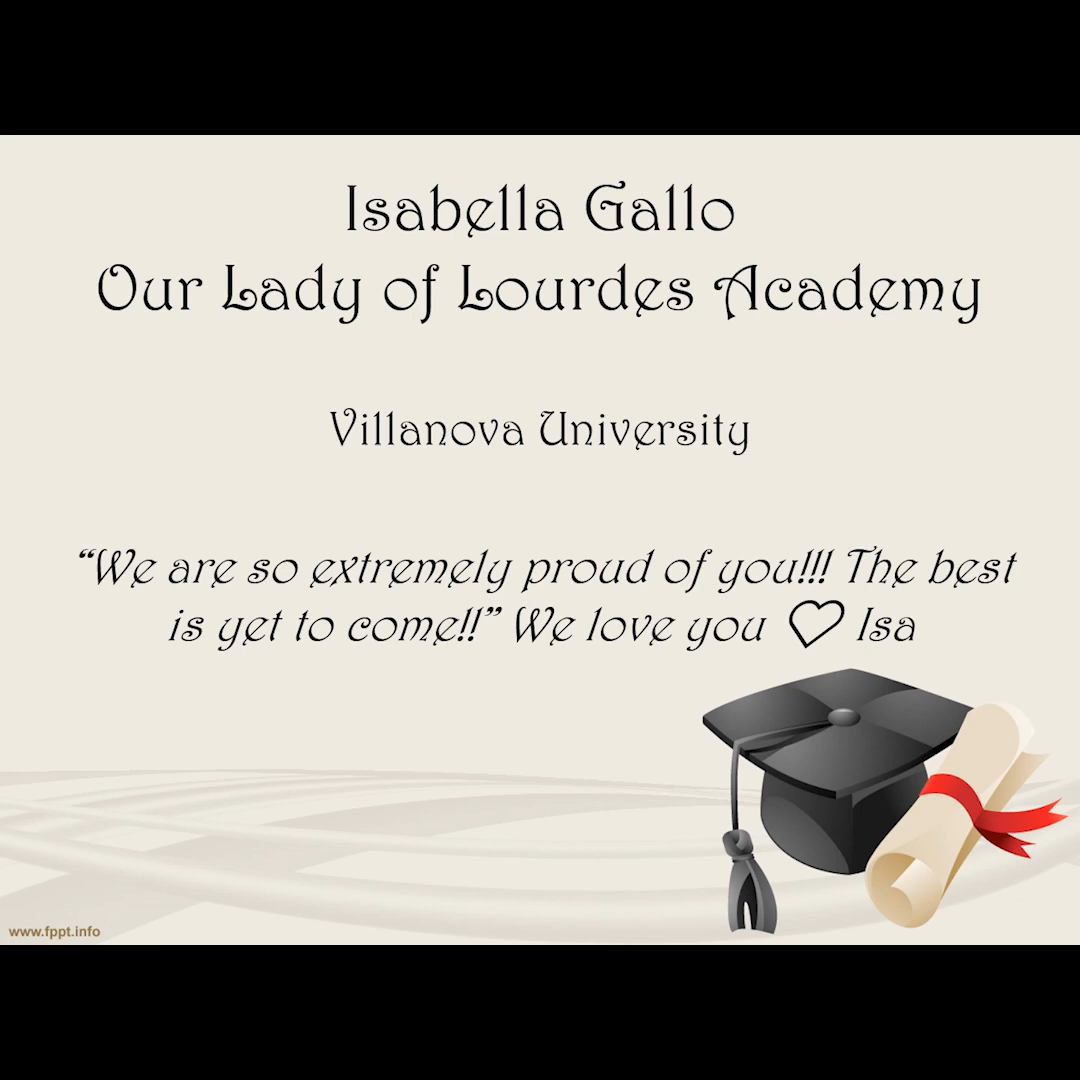 Isabella Gallo
Our Lady of Lourdes Academy
Villanova University
“We are so extremely proud of you!!! The best
is yet to come!!” We love you ♡ Isa
www.fppt.info